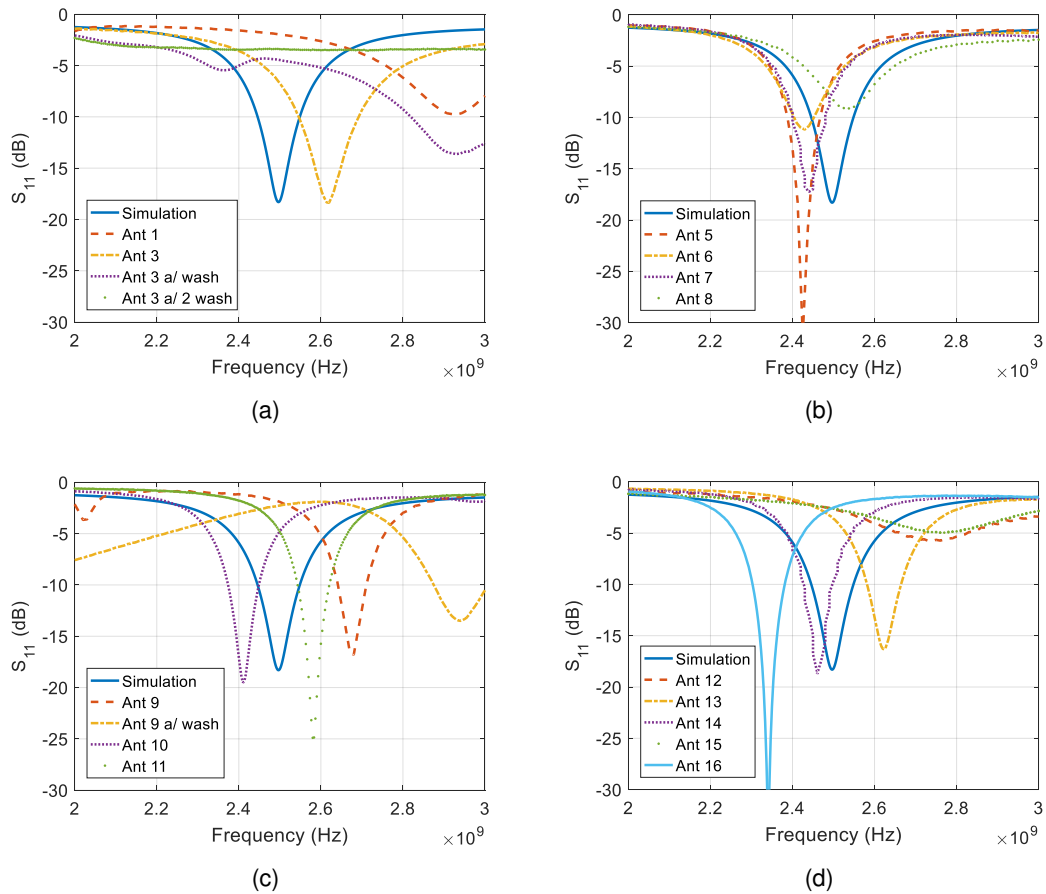 0
-5
-10
-15
-20
-25
-30
S11 (dB)
Simulation
Ant 1
Ant 3
Ant 3 a/ wash
Ant 3 a/ 2 wash
2 2.2 2.4 2.6 2.8 3
Frequency (Hz) ×10^9
(a)
0
-5
-10
-15
-20
-25
-30
S11 (dB)
Simulation
Ant 5
Ant 6
Ant 7
Ant 8
2 2.2 2.4 2.6 2.8 3
Frequency (Hz) ×10^9
(b)
0
-5
-10
-15
-20
-25
-30
S11 (dB)
Simulation
Ant 9
Ant 9 a/ wash
Ant 10
Ant 11
2 2.2 2.4 2.6 2.8 3
Frequency (Hz) ×10^9
(c)
0
-5
-10
-15
-20
-25
-30
S11 (dB)
Simulation
Ant 12
Ant 13
Ant 14
Ant 15
Ant 16
2 2.2 2.4 2.6 2.8 3
Frequency (Hz) ×10^9
(d)